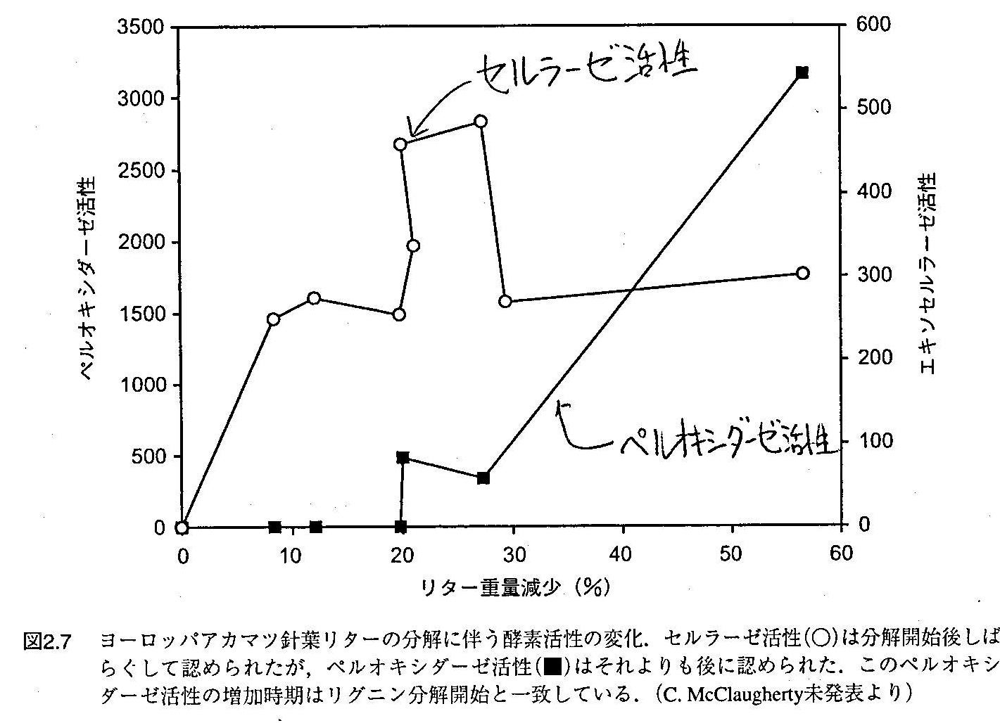 3500
3000
2500
2000
1500
1000
500
0
ペルオキシダーゼ活性
600
500
400
300
200
100
0
エキソセルラーゼ活性
セルラーゼ活性
ペルオキシダーゼ活性
0 10 20 30 40 50 60
リター重量減少（％）
図2.7 ヨーロッパアカマツ針葉リターの分解に伴う酵素活性の変化．セルラーゼ活性（○）は分解開始後しば
らくして認められたが，ペルオキシダーゼ活性（■）はそれよりも後に認められた．このペルオキシ
ダーゼ活性の増加時期はリグニン分解開始と一致している．（C. McClaugherty未発表より）